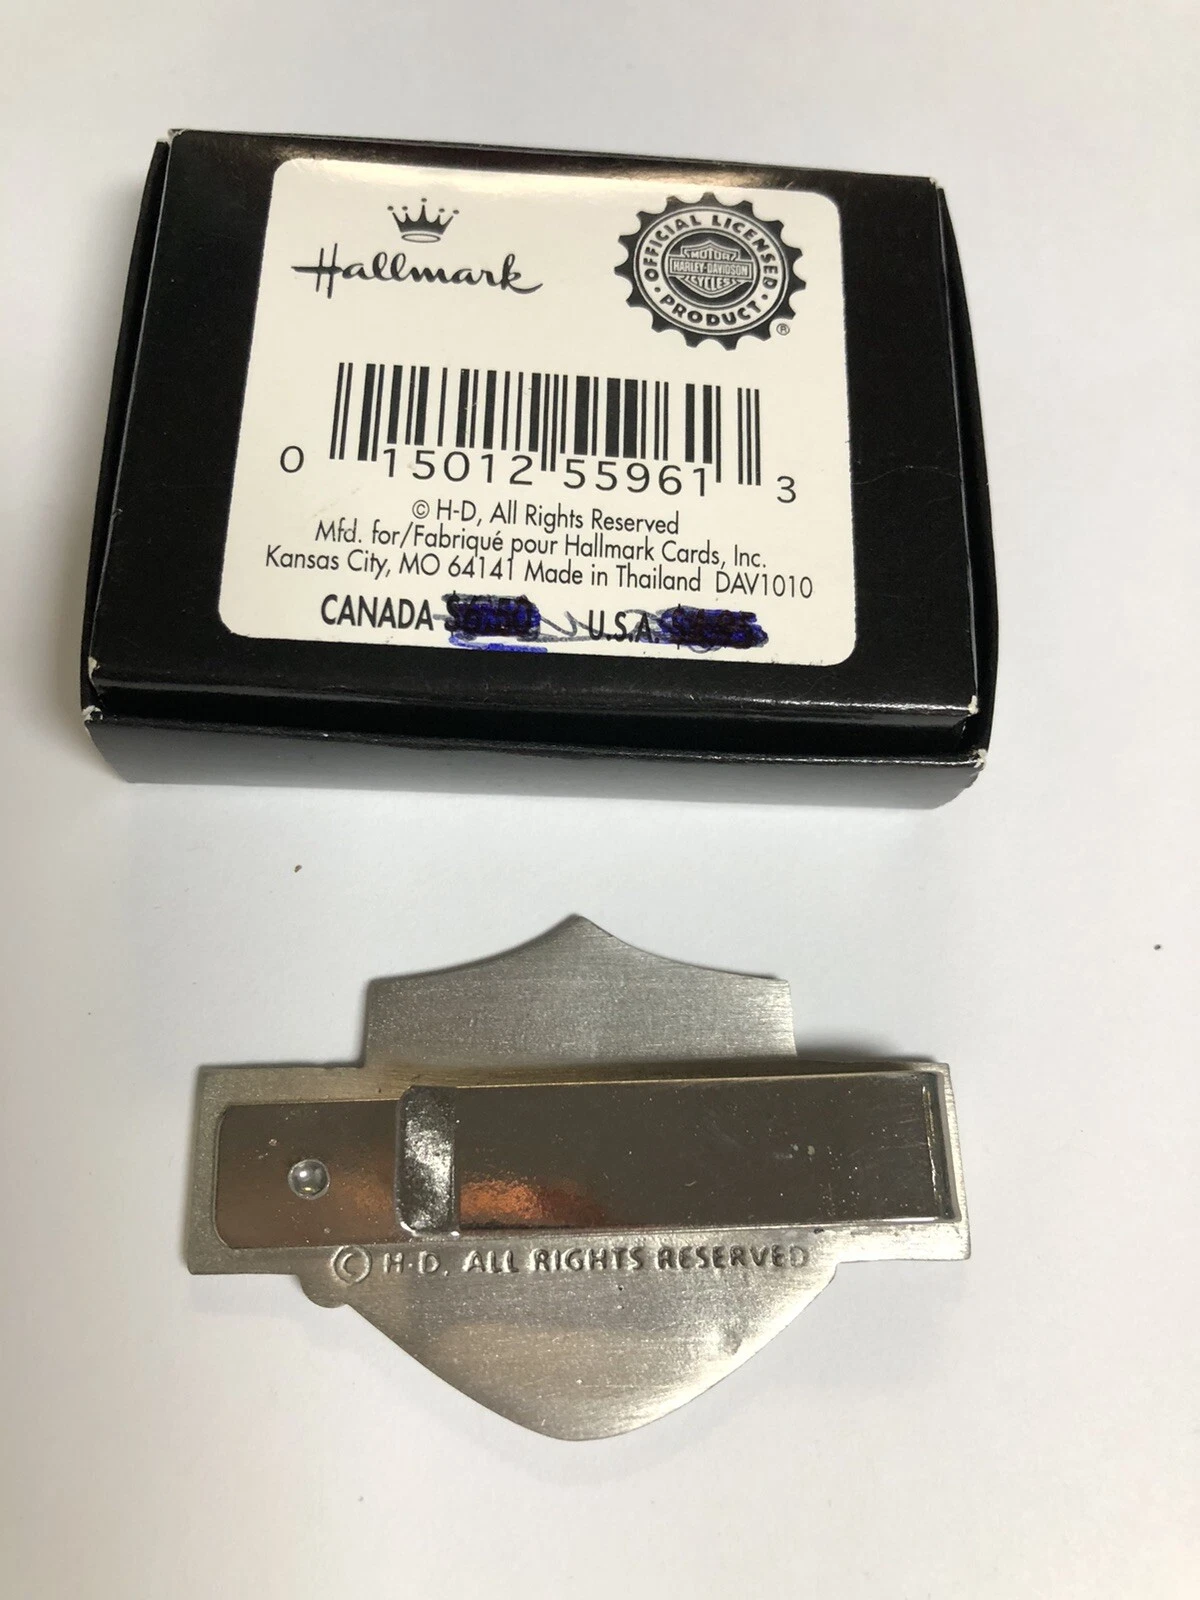 Hallmark
OFFICIAL LICENSED
MOTOR
HARLEY-DAVIDSON
CYCLES
PRODUCT
®
0 15012 55961 3
© H-D, All Rights Reserved
Mfd. for/Fabriqué pour Hallmark Cards, Inc.
Kansas City, MO 64141 Made in Thailand DAV1010
CANADA U.S.A.
© H-D, ALL RIGHTS RESERVED